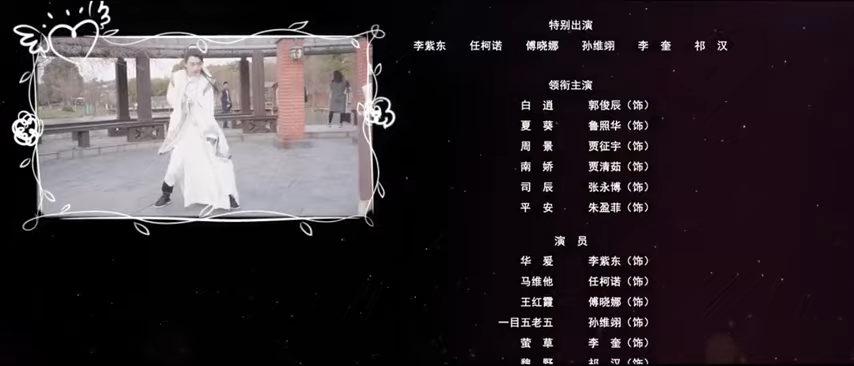 特别出演
李紫东 任柯诺 傅晓娜 孙维翊 李 奎 祁 汉
领衔主演
白 逍 郭俊辰（饰）
夏 葵 鲁照华（饰）
周 景 贾征宇（饰）
南 娇 贾清茹（饰）
司 辰 张永博（饰）
平 安 朱盈菲（饰）
演 员
华 爱 李紫东（饰）
马维他 任柯诺（饰）
王红霞 傅晓娜（饰）
一目五老五 孙维翊（饰）
萤 草 李 奎（饰）
魏 野 祁 汉（饰）